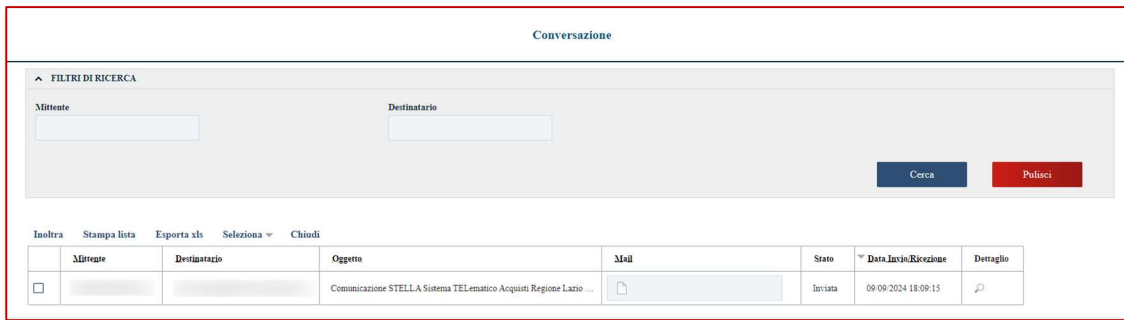 Conversazione
FILTRI DI RICERCA
Mittente Destinatario
Cerca Pulisci
Inoltra Stampa lista Esporta xls Seleziona Chiudi
Mittente Destinatario Oggetto Mail Stato Data Invio/Ricezione Dettaglio
Comunicazione STELLA Sistema TELematico Acquisti Regione Lazio ... Inviata 09/09/2024 18:09:15